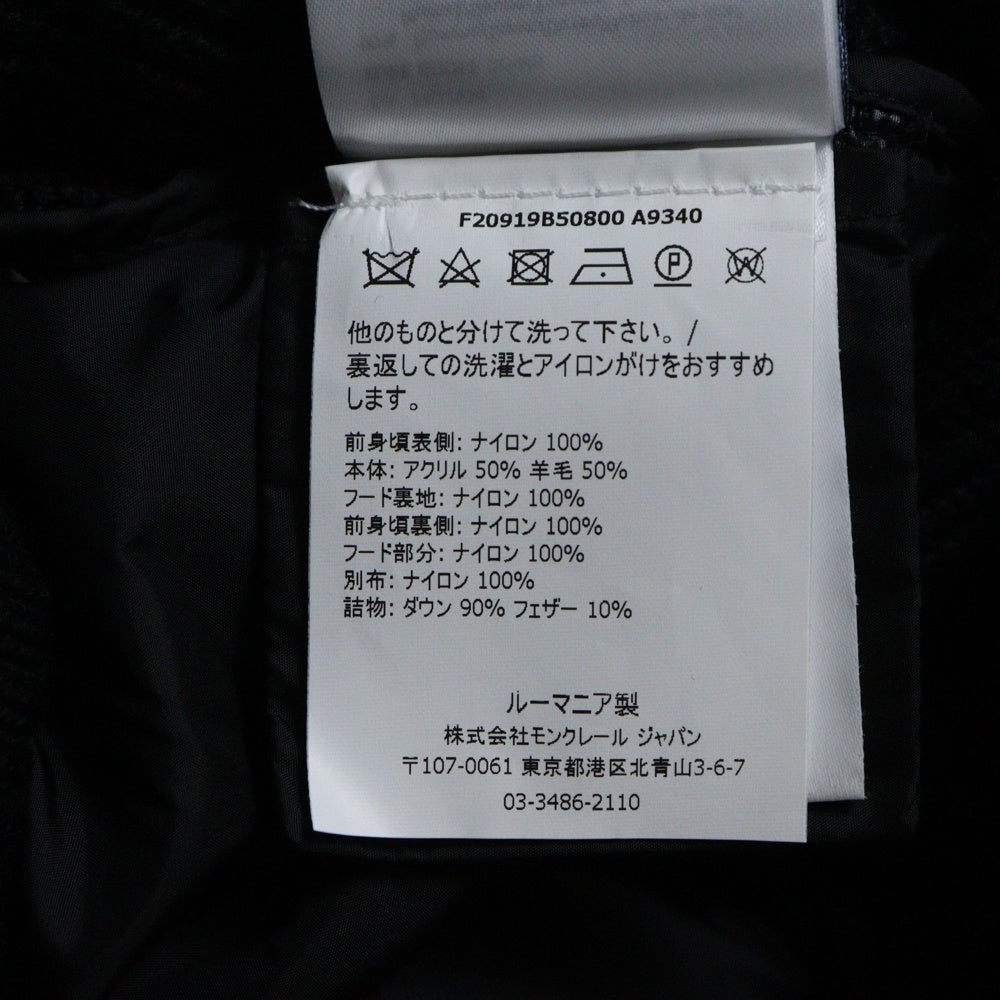 F20919B50800 A9340
他のものと分けて洗って下さい。/
裏返しての洗濯とアイロンがけをおすすめ
します。
前身頃表側: ナイロン 100%
本体: アクリル 50% 羊毛 50%
フード裏地: ナイロン 100%
前身頃裏側: ナイロン 100%
フード部分: ナイロン 100%
別布: ナイロン 100%
詰物: ダウン 90% フェザー 10%
ルーマニア製
株式会社モンクレール ジャパン
〒107-0061 東京都港区北青山3-6-7
03-3486-2110